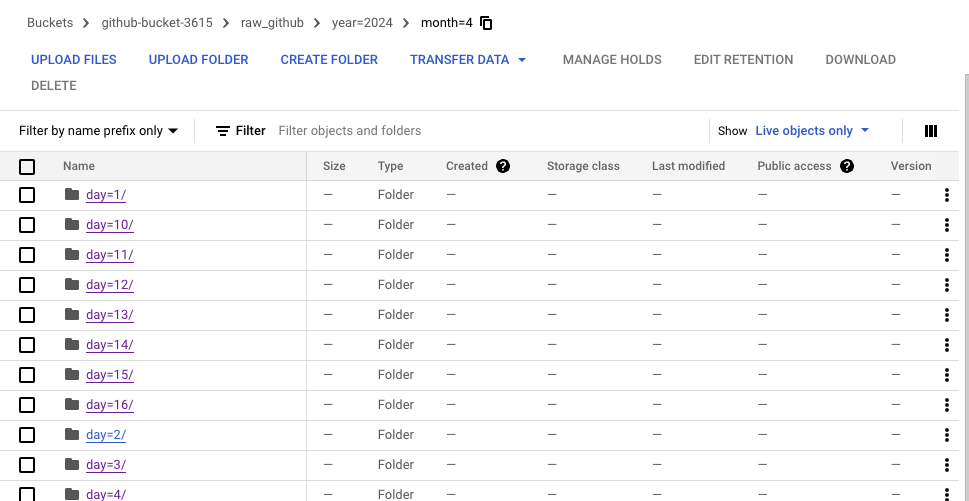 Buckets > github-bucket-3615 > raw_github > year=2024 > month=4
UPLOAD FILES UPLOAD FOLDER CREATE FOLDER TRANSFER DATA MANAGE HOLDS EDIT RETENTION DOWNLOAD
DELETE
Filter by name prefix only Filter Filter objects and folders Show Live objects only
Name Size Type Created ? Storage class Last modified Public access ? Version
day=1/ — Folder — — — — —
day=10/ — Folder — — — — —
day=11/ — Folder — — — — —
day=12/ — Folder — — — — —
day=13/ — Folder — — — — —
day=14/ — Folder — — — — —
day=15/ — Folder — — — — —
day=16/ — Folder — — — — —
day=2/ — Folder — — — — —
day=3/ — Folder — — — — —
day=4/ — Folder — — — — —